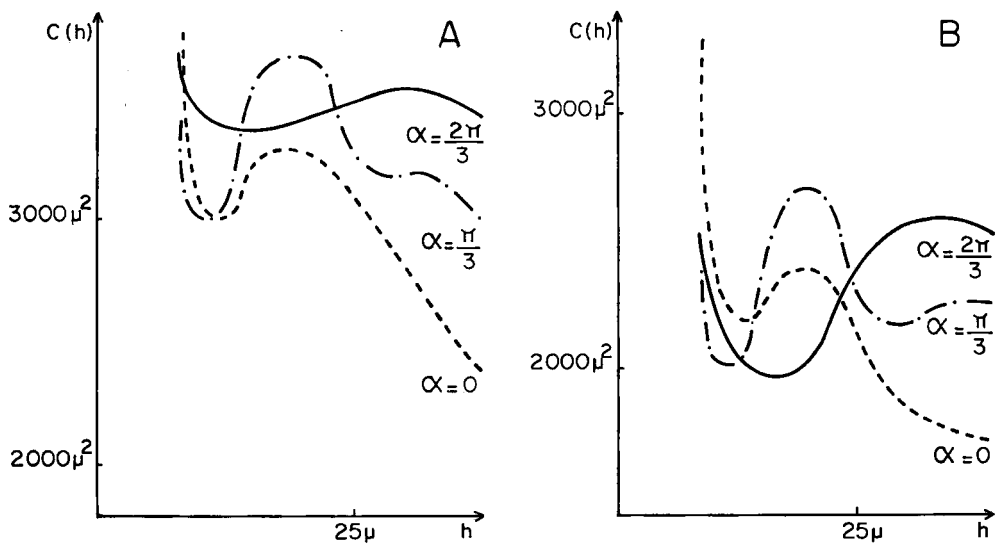 C(h)
A
3000μ²
2000μ²
α=2π/3
α=π/3
α=0
25μ
h
C(h)
B
3000μ²
2000μ²
α=2π/3
α=π/3
α=0
25μ
h